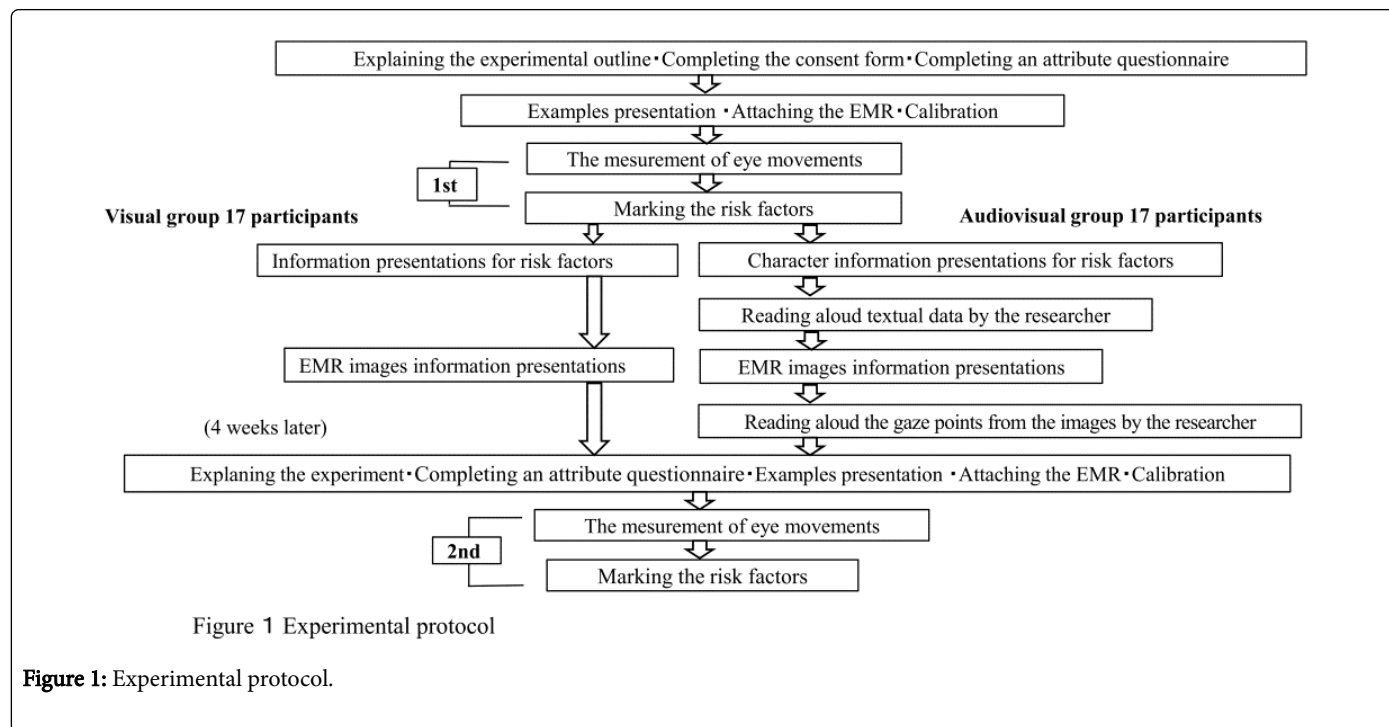 Explaining the experimental outline・Completing the consent form・Completing an attribute questionnaire
Examples presentation ・Attaching the EMR・Calibration
The mesurement of eye movements
1st
Marking the risk factors
Visual group 17 participants
Audiovisual group 17 participants
Information presentations for risk factors
Character information presentations for risk factors
Reading aloud textual data by the researcher
EMR images information presentations
EMR images information presentations
(4 weeks later)
Reading aloud the gaze points from the images by the researcher
Explaning the experiment・Completing an attribute questionnaire・Examples presentation ・Attaching the EMR・Calibration
The mesurement of eye movements
2nd
Marking the risk factors
Figure 1 Experimental protocol
Figure 1: Experimental protocol.